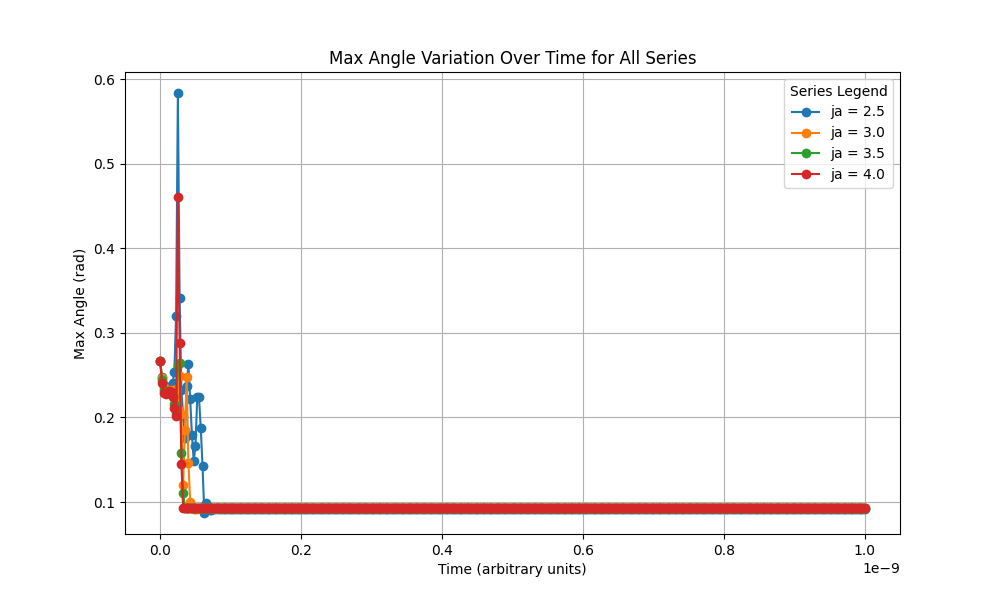 Max Angle Variation Over Time for All Series
Max Angle (rad)
0.6
0.5
0.4
0.3
0.2
0.1
Series Legend
ja = 2.5
ja = 3.0
ja = 3.5
ja = 4.0
0.0 0.2 0.4 0.6 0.8 1.0
1e−9
Time (arbitrary units)